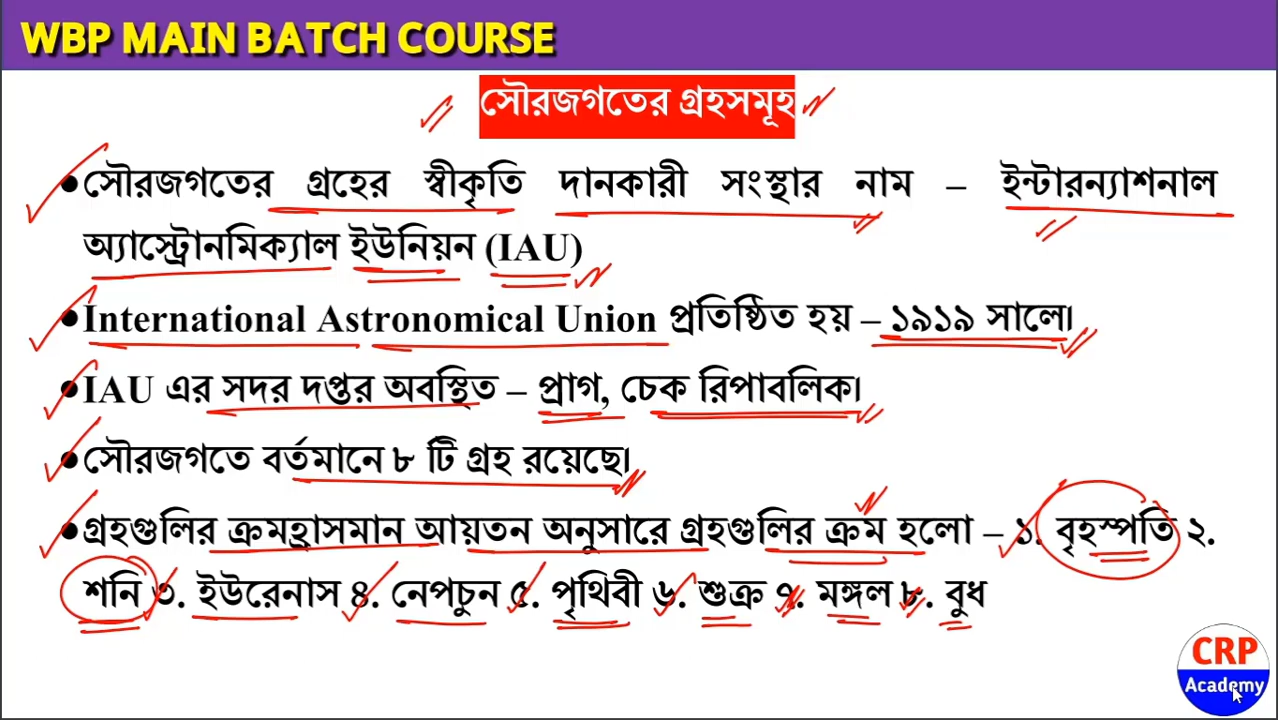 WBP MAIN BATCH COURSE
সৌরজগতের গ্রহসমূহ
●সৌরজগতের গ্রহের স্বীকৃতি দানকারী সংস্থার নাম – ইন্টারন্যাশনাল
অ্যাস্ট্রোনমিক্যাল ইউনিয়ন (IAU)
●International Astronomical Union প্রতিষ্ঠিত হয় – ১৯১৯ সালে।
●IAU এর সদর দপ্তর অবস্থিত – প্রাগ, চেক রিপাবলিক।
●সৌরজগতে বর্তমানে ৮ টি গ্রহ রয়েছে।
●গ্রহগুলির ক্রমহ্রাসমান আয়তন অনুসারে গ্রহগুলির ক্রম হলো – ১. বৃহস্পতি ২.
শনি ৩. ইউরেনাস ৪. নেপচুন ৫. পৃথিবী ৬. শুক্র ৭. মঙ্গল ৮. বুধ
CRP
Academy